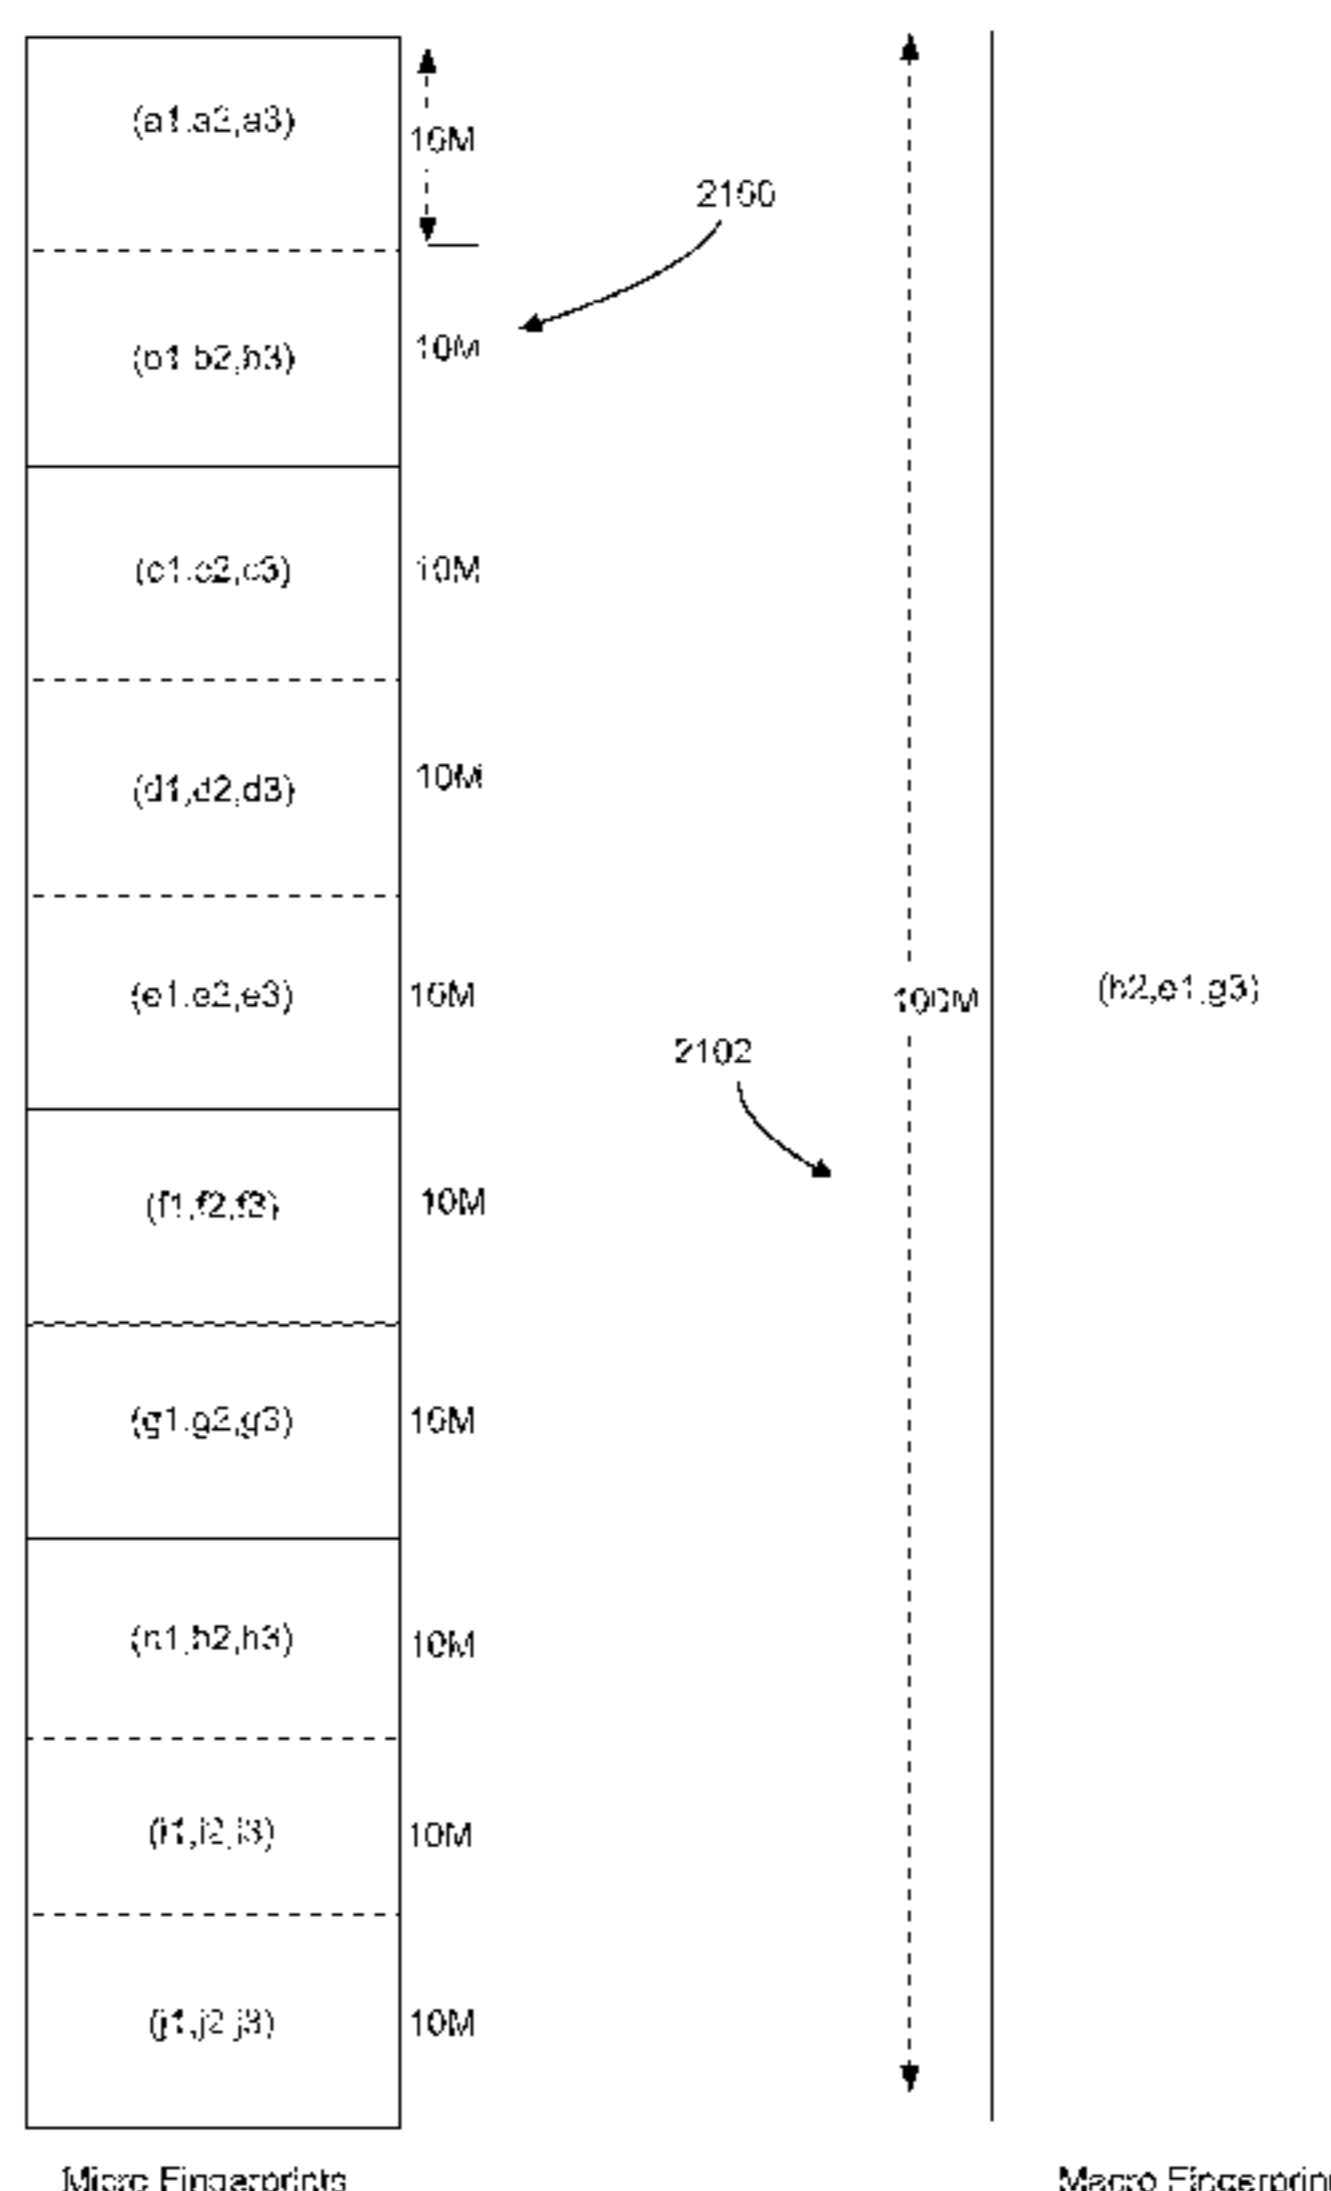 (a1.a2,a3)
10M
2100
(b1.b2,b3)
10M
(c1.c2,c3)
10M
(d1,d2,d3)
10M
(e1.e2,e3)
10M
100M
(h2,e1,g3)
2102
(f1,f2,f3)
10M
(g1.g2,g3)
10M
(h1,h2,h3)
10M
(i1,i2,i3)
10M
(j1,j2,j3)
10M
Micro Fingerprints
Macro Fingerprin